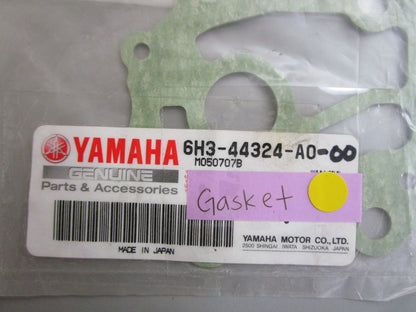 YAMAHA 6H3-44324-A0-00
GENUINE M050707B
Parts & Accessories Gasket
MADE IN JAPAN
YAMAHA MOTOR CO., LTD.
2500 SHINGAI IWATA SHIZUOKA JAPAN